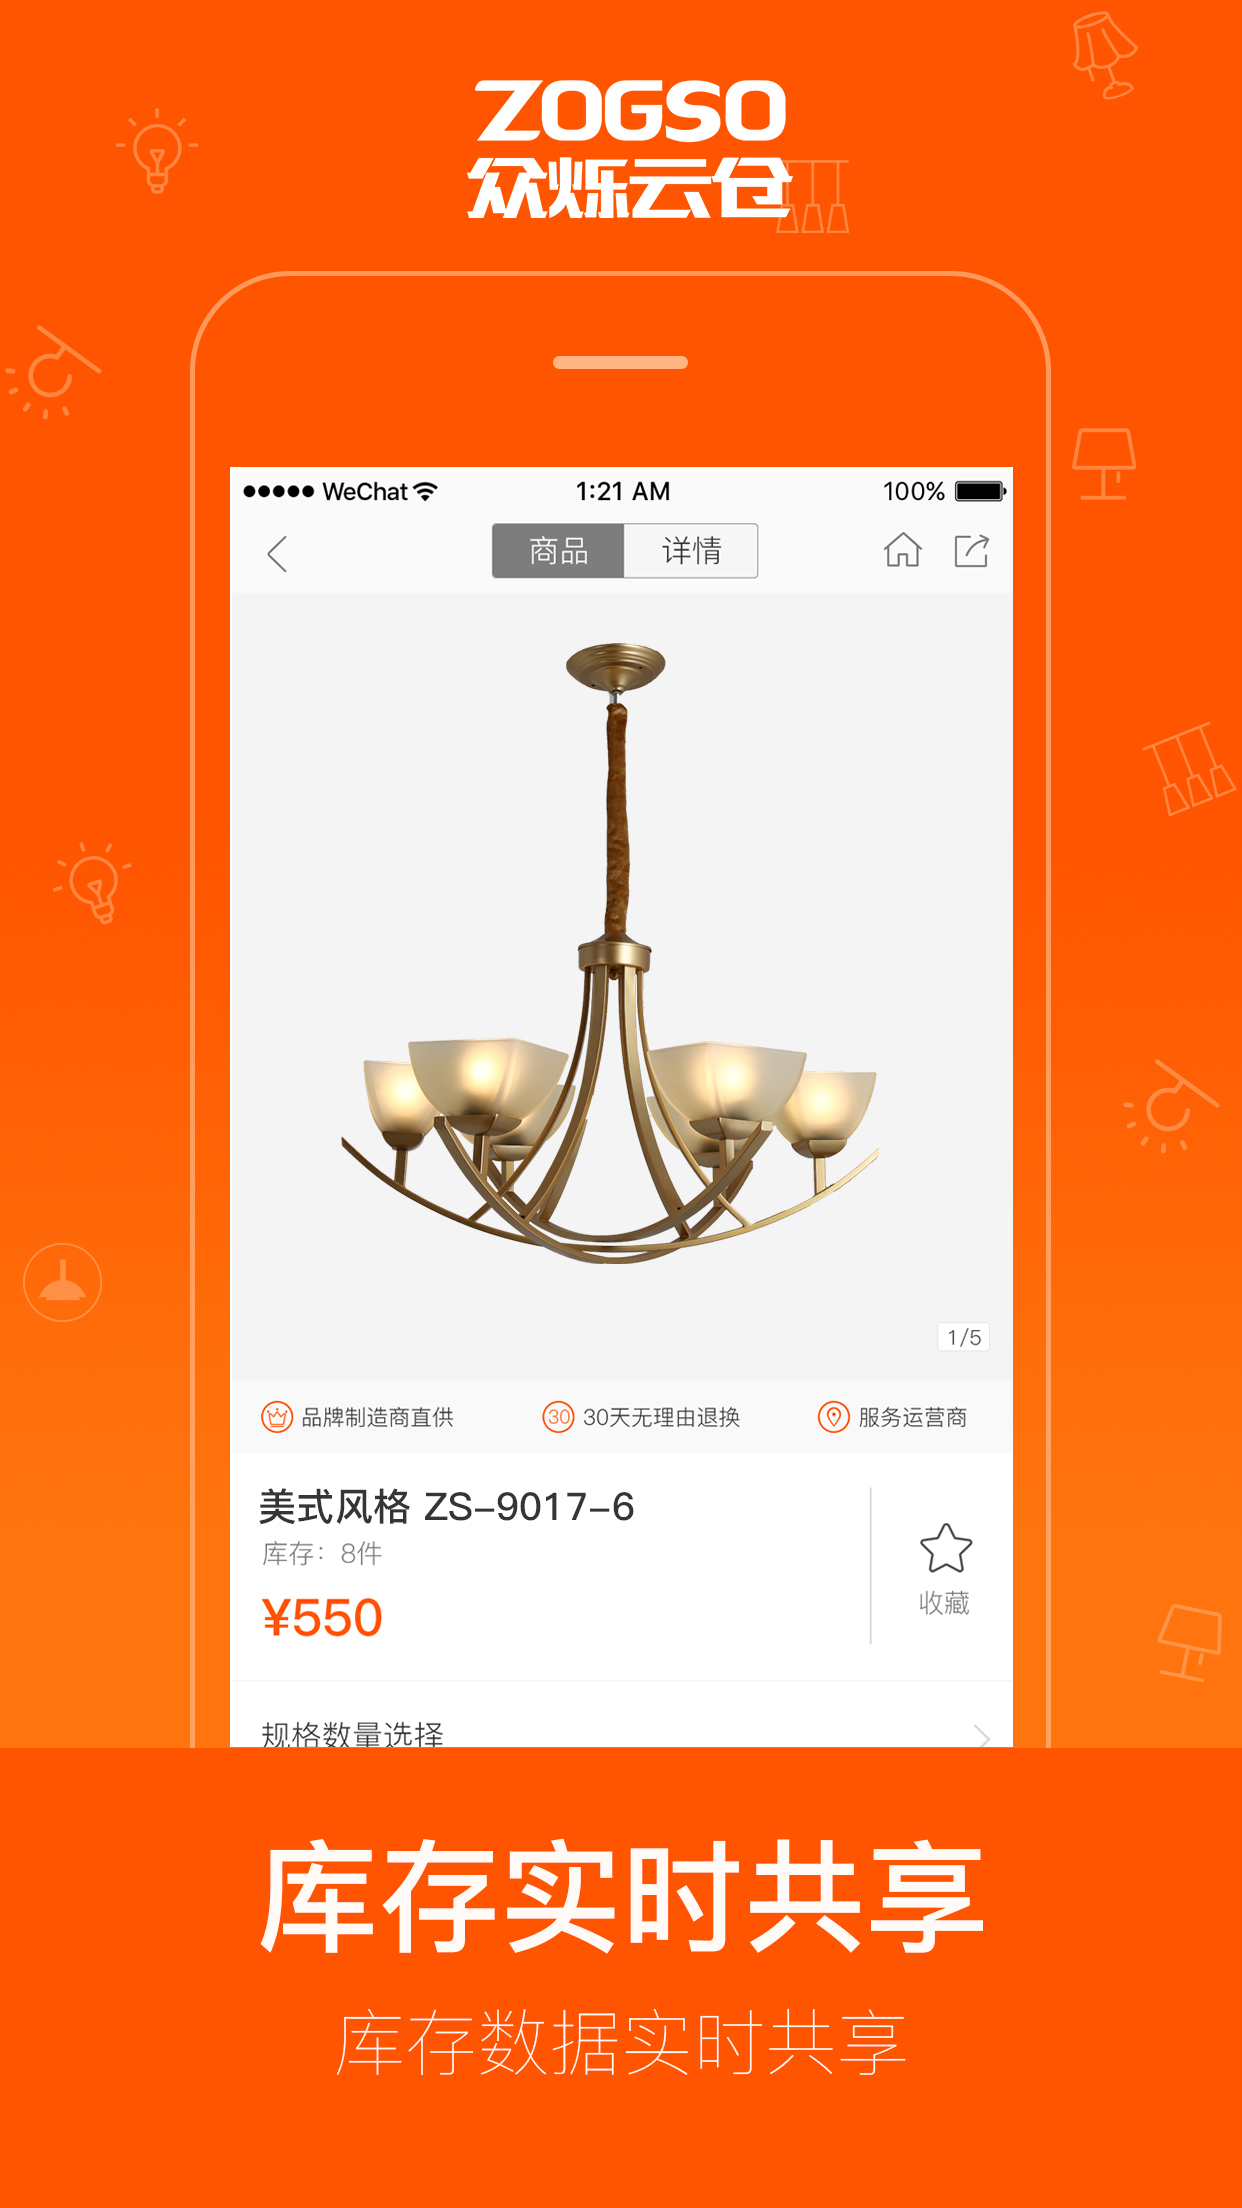 ZOGSO
众烁云仓
●●●●● WeChat 1:21 AM 100%
商品 详情
1/5
品牌制造商直供 30 30天无理由退换 服务运营商
美式风格 ZS-9017-6
库存：8件
¥550
收藏
规格数量选择
库存实时共享
库存数据实时共享